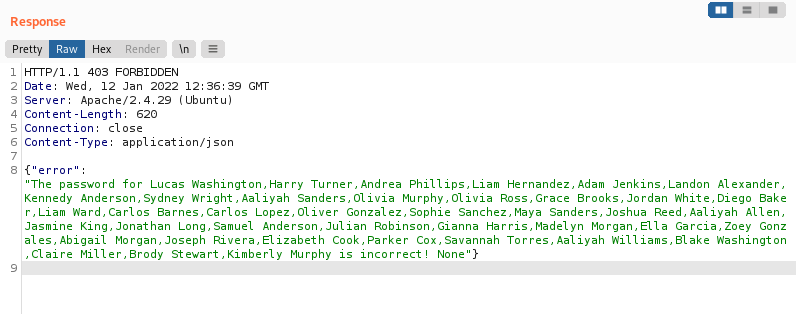 Response
Pretty Raw Hex Render \n
1 HTTP/1.1 403 FORBIDDEN
2 Date: Wed, 12 Jan 2022 12:36:39 GMT
3 Server: Apache/2.4.29 (Ubuntu)
4 Content-Length: 620
5 Connection: close
6 Content-Type: application/json
7
8 {"error":
"The password for Lucas Washington,Harry Turner,Andrea Phillips,Liam Hernandez,Adam Jenkins,Landon Alexander,
Kennedy Anderson,Sydney Wright,Aaliyah Sanders,Olivia Murphy,Olivia Ross,Grace Brooks,Jordan White,Diego Bake
r,Liam Ward,Carlos Barnes,Carlos Lopez,Oliver Gonzalez,Sophie Sanchez,Maya Sanders,Joshua Reed,Aaliyah Allen,
Jasmine King,Jonathan Long,Samuel Anderson,Julian Robinson,Gianna Harris,Madelyn Morgan,Ella Garcia,Zoey Gonz
ales,Abigail Morgan,Joseph Rivera,Elizabeth Cook,Parker Cox,Savannah Torres,Aaliyah Williams,Blake Washington
,Claire Miller,Brody Stewart,Kimberly Murphy is incorrect! None"}
9